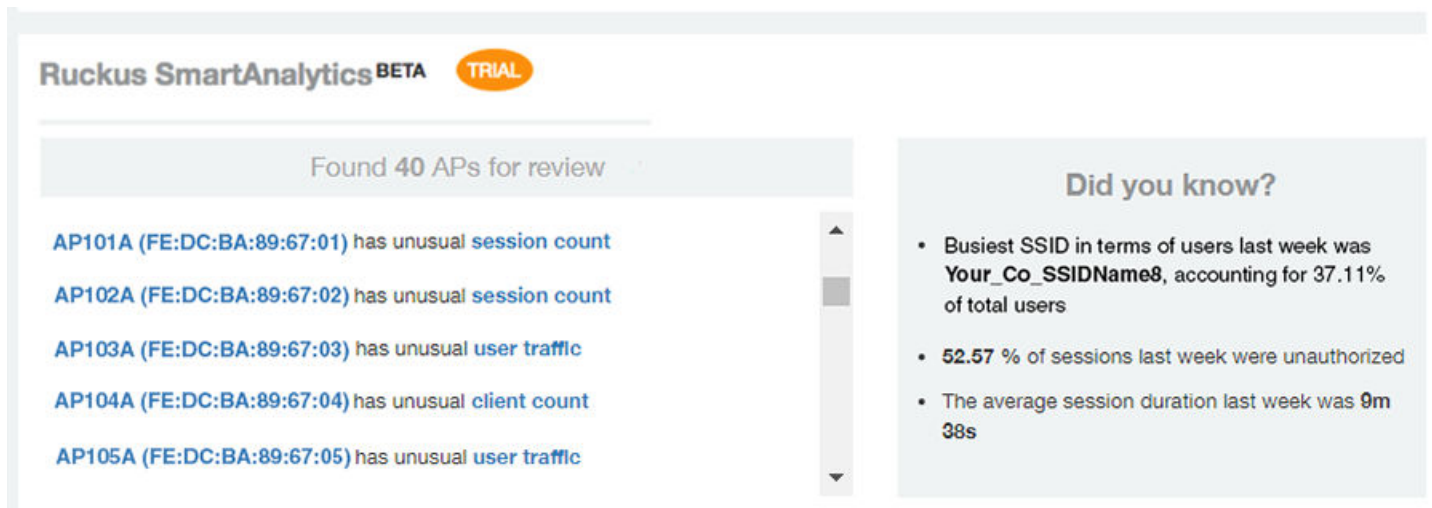 Ruckus SmartAnalytics BETA TRIAL
Found 40 APs for review
AP101A (FE:DC:BA:89:67:01) has unusual session count
AP102A (FE:DC:BA:89:67:02) has unusual session count
AP103A (FE:DC:BA:89:67:03) has unusual user traffic
AP104A (FE:DC:BA:89:67:04) has unusual client count
AP105A (FE:DC:BA:89:67:05) has unusual user traffic
Did you know?
• Busiest SSID in terms of users last week was
Your_Co_SSIDName8, accounting for 37.11%
of total users
• 52.57 % of sessions last week were unauthorized
• The average session duration last week was 9m
38s